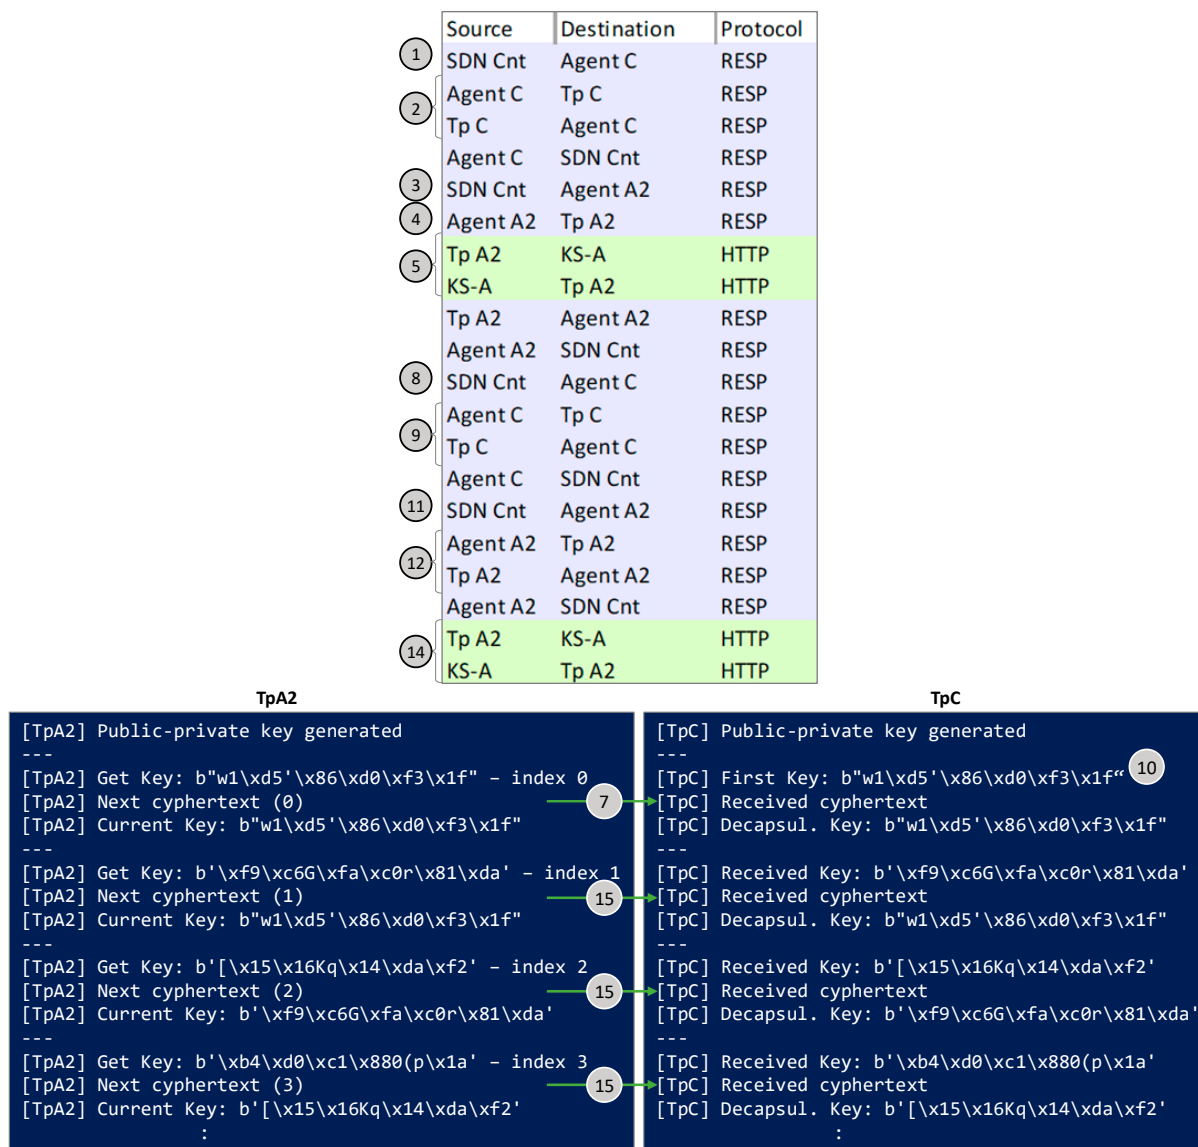 Source Destination Protocol
1 SDN Cnt Agent C RESP
2 Agent C Tp C RESP
Tp C Agent C RESP
Agent C SDN Cnt RESP
3 SDN Cnt Agent A2 RESP
4 Agent A2 Tp A2 RESP
5 Tp A2 KS-A HTTP
KS-A Tp A2 HTTP
Tp A2 Agent A2 RESP
Agent A2 SDN Cnt RESP
8 SDN Cnt Agent C RESP
9 Agent C Tp C RESP
Tp C Agent C RESP
Agent C SDN Cnt RESP
11 SDN Cnt Agent A2 RESP
12 Agent A2 Tp A2 RESP
Tp A2 Agent A2 RESP
Agent A2 SDN Cnt RESP
14 Tp A2 KS-A HTTP
KS-A Tp A2 HTTP
TpA2
[TpA2] Public-private key generated
---
[TpA2] Get Key: b"w1\xd5'\x86\xd0\xf3\x1f" – index 0
[TpA2] Next cyphertext (0) 7
[TpA2] Current Key: b"w1\xd5'\x86\xd0\xf3\x1f"
---
[TpA2] Get Key: b'\xf9\xc6G\xfa\xc0r\x81\xda' – index 1
[TpA2] Next cyphertext (1) 15
[TpA2] Current Key: b"w1\xd5'\x86\xd0\xf3\x1f"
---
[TpA2] Get Key: b'[\x15\x16Kq\x14\xda\xf2' – index 2
[TpA2] Next cyphertext (2) 15
[TpA2] Current Key: b'\xf9\xc6G\xfa\xc0r\x81\xda'
---
[TpA2] Get Key: b'\xb4\xd0\xc1\x880(p\x1a' – index 3
[TpA2] Next cyphertext (3) 15
[TpA2] Current Key: b'[\x15\x16Kq\x14\xda\xf2'
:
TpC
[TpC] Public-private key generated
---
[TpC] First Key: b"w1\xd5'\x86\xd0\xf3\x1f“ 10
[TpC] Received cyphertext
[TpC] Decapsul. Key: b"w1\xd5'\x86\xd0\xf3\x1f"
---
[TpC] Received Key: b'\xf9\xc6G\xfa\xc0r\x81\xda'
[TpC] Received cyphertext
[TpC] Decapsul. Key: b"w1\xd5'\x86\xd0\xf3\x1f"
---
[TpC] Received Key: b'[\x15\x16Kq\x14\xda\xf2'
[TpC] Received cyphertext
[TpC] Decapsul. Key: b'\xf9\xc6G\xfa\xc0r\x81\xda'
---
[TpC] Received Key: b'\xb4\xd0\xc1\x880(p\x1a'
[TpC] Received cyphertext
[TpC] Decapsul. Key: b'[\x15\x16Kq\x14\xda\xf2'
: